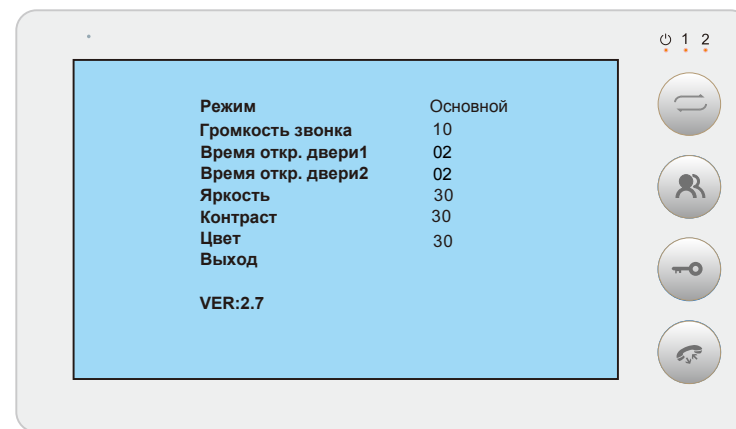 1 2
Режим Основной
Громкость звонка 10
Время откр. двери1 02
Время откр. двери2 02
Яркость 30
Контраст 30
Цвет 30
Выход
VER:2.7